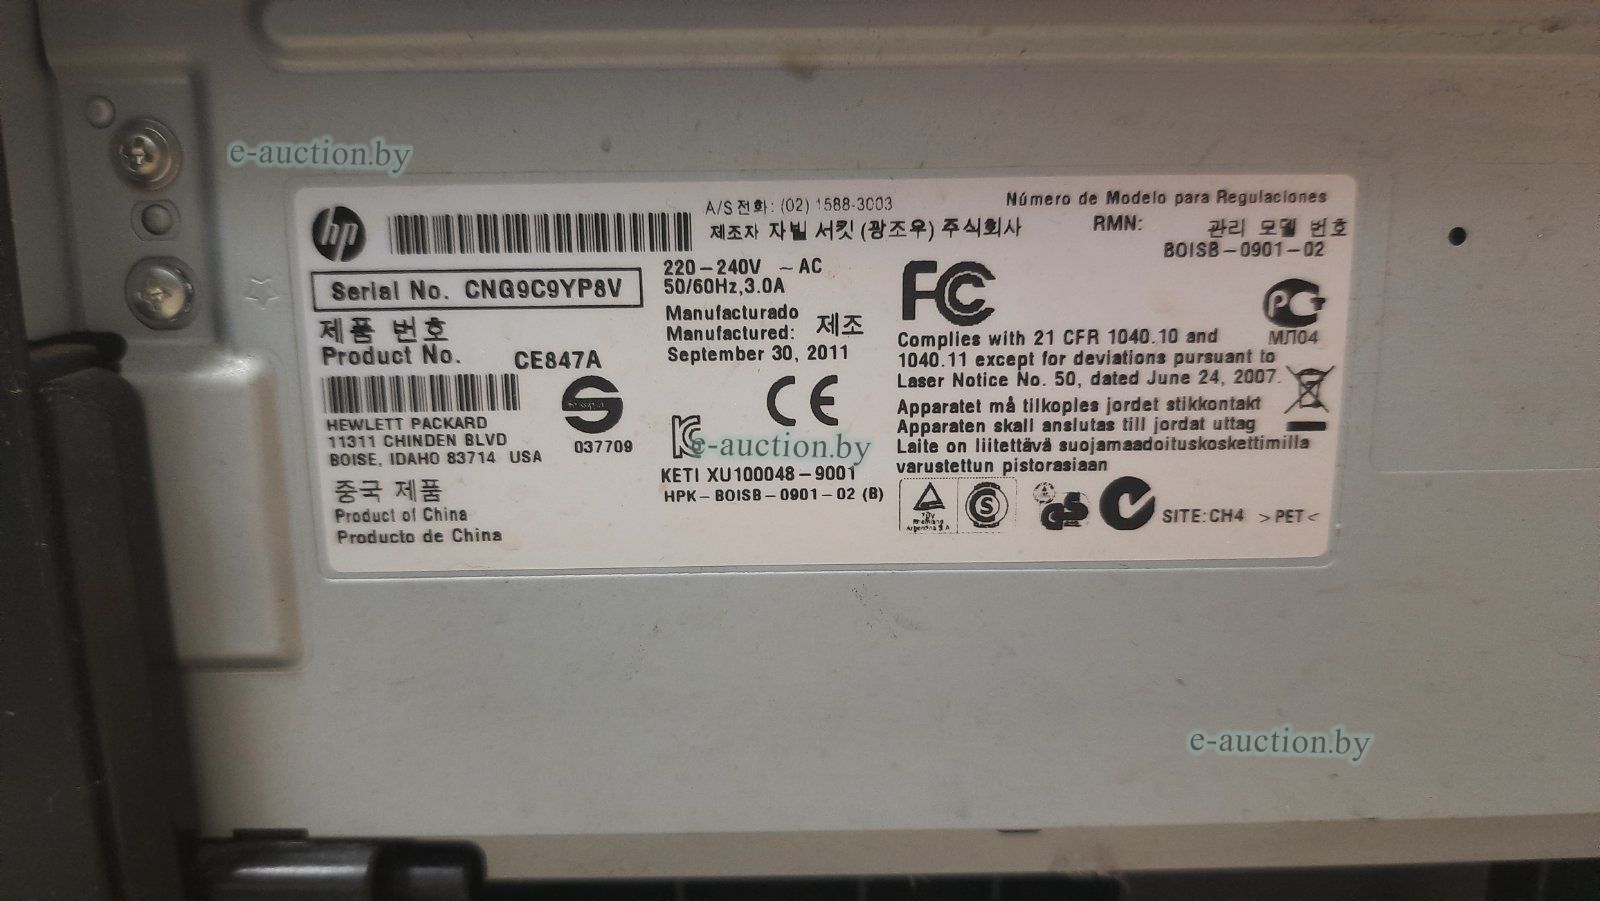 e-auction.by
hp
A/S 전화: (02) 1588-3003
제조자 자빌 서킷 (광조우) 주식회사
Número de Modelo para Regulaciones
RMN: 관리 모델 번호
BOISB-0901-02
Serial No. CNG9C9YP8V
제품 번호
Product No. CE847A
HEWLETT PACKARD
11311 CHINDEN BLVD
BOISE, IDAHO 83714 USA
중국 제품
Product of China
Producto de China
037709
220-240V ~ AC
50/60Hz, 3.0A
Manufacturado
Manufactured: 제조
September 30, 2011
CE
e-auction.by
KETI XU100048-9001
HPK-BOISB-0901-02 (B)
FC
PC
МЛ04
Complies with 21 CFR 1040.10 and
1040.11 except for deviations pursuant to
Laser Notice No. 50, dated June 24, 2007.
Apparatet må tilkoples jordet stikkontakt
Apparaten skall anslutas till jordat uttag
Laite on liitettävä suojamaadoituskoskettimilla
varustettun pistorasiaan
TÜV
Rheinland
Argentina S.A
S
GS
SITE:CH4 >PET<
e-auction.by